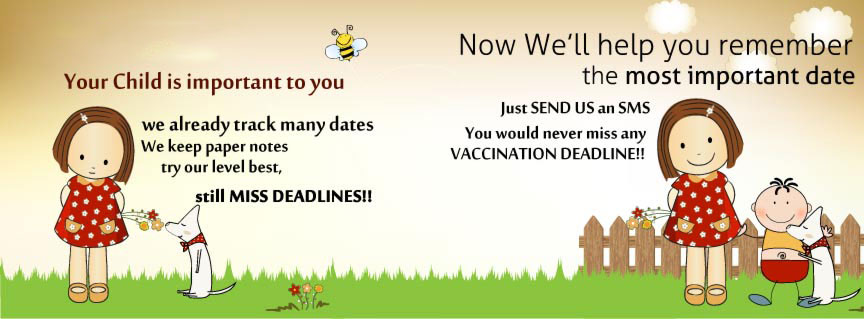 Your Child is important to you
we already track many dates
We keep paper notes
try our level best,
still MISS DEADLINES!!
Now We'll help you remember
the most important date
Just SEND US an SMS
You would never miss any
VACCINATION DEADLINE!!